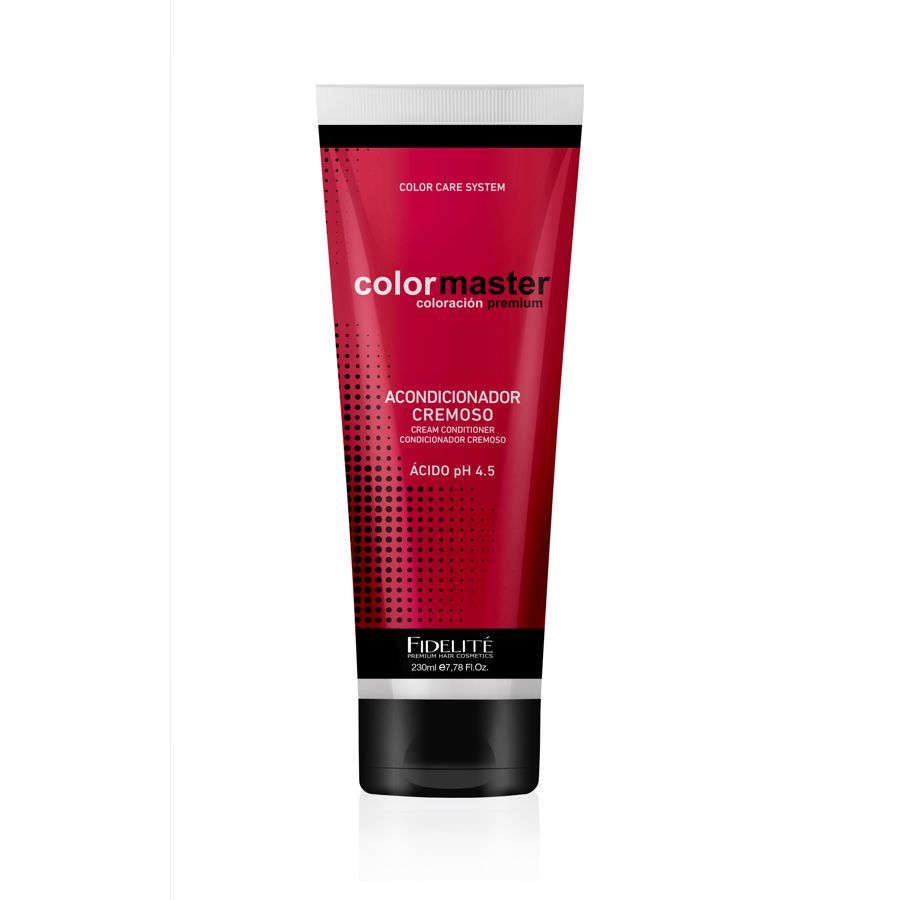 COLOR CARE SYSTEM
colormaster
coloración premium
ACONDICIONADOR
CREMOSO
CREAM CONDITIONER
CONDICIONADOR CREMOSO
ÁCIDO pH 4.5
FIDELITÉ
PREMIUM HAIR COSMETICS
230ml ℮7,78 Fl.Oz.